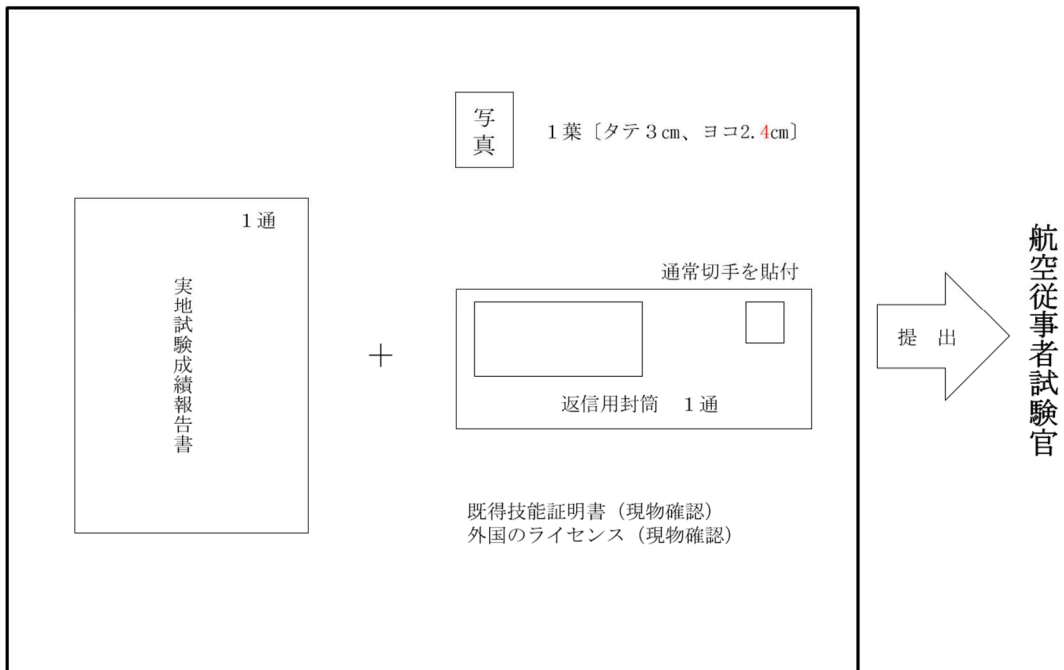 写
真
1葉〔タテ3㎝、ヨコ2.4㎝〕
1通
実地試験成績報告書
+
通常切手を貼付
返信用封筒　1通
既得技能証明書（現物確認）
外国のライセンス（現物確認）
提　出
航空従事者試験官